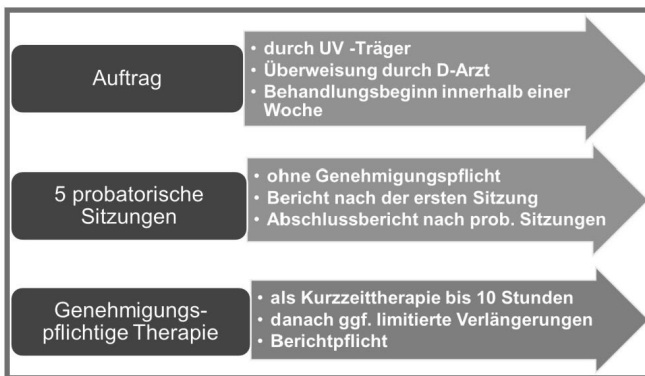 Auftrag
• durch UV -Träger
• Überweisung durch D-Arzt
• Behandlungsbeginn innerhalb einer
Woche
5 probatorische
Sitzungen
• ohne Genehmigungspflicht
• Bericht nach der ersten Sitzung
• Abschlussbericht nach prob. Sitzungen
Genehmigungs-
pflichtige Therapie
• als Kurzzeittherapie bis 10 Stunden
• danach ggf. limitierte Verlängerungen
• Berichtpflicht